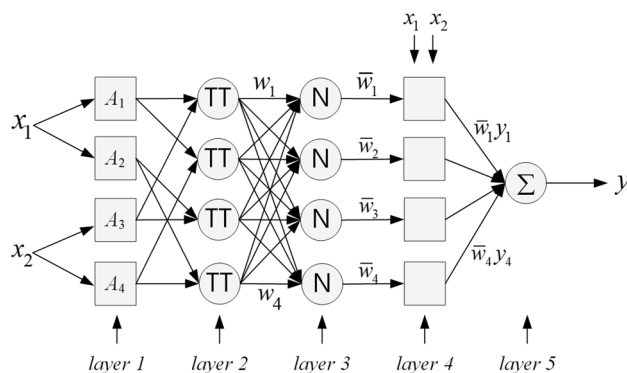 x₁ x₂
A₁ TT w₁ N w̅₁
x₁
w̅₁y₁
A₂ TT N w̅₂
Σ y
A₃ TT N w̅₃
x₂
w̅₄y₄
A₄ TT w₄ N w̅₄
layer 1 layer 2 layer 3 layer 4 layer 5